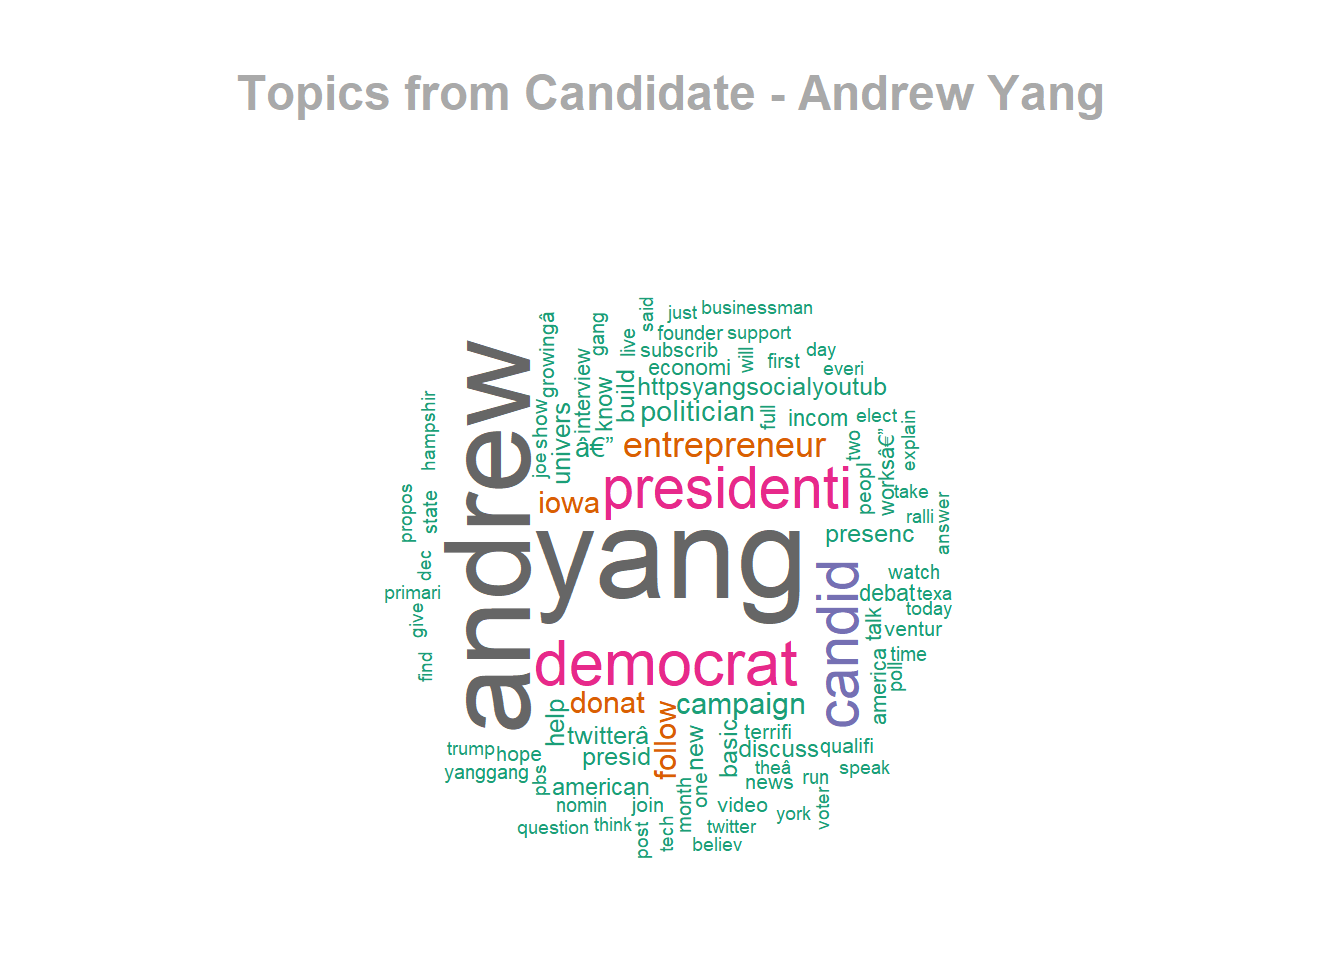 Topics from Candidate - Andrew Yang
said
just
businessman
growingâ
gang
live
founder
support
subscrib
will
first
day
economi
everi
interview
know
build
httpsyangsocialyoutub
hampshir
show
joe
univers
politician
full
incom
elect
explain
â€”
entrepreneur
two
worksâ€”
andrew
presidenti
peopl
take
iowa
propos
state
ralli
answer
yang
presenc
dec
candid
watch
primari
debat
texa
give
talk
today
ventur
find
democrat
america
poll
time
donat
campaign
help
follow
twitterâ
new
basic
terrifi
trump
hope
presid
discuss
qualifi
yanggang
pbs
american
theâ
news
run
speak
nomin
join
month
one
video
york
voter
question
think
post
tech
twitter
believ